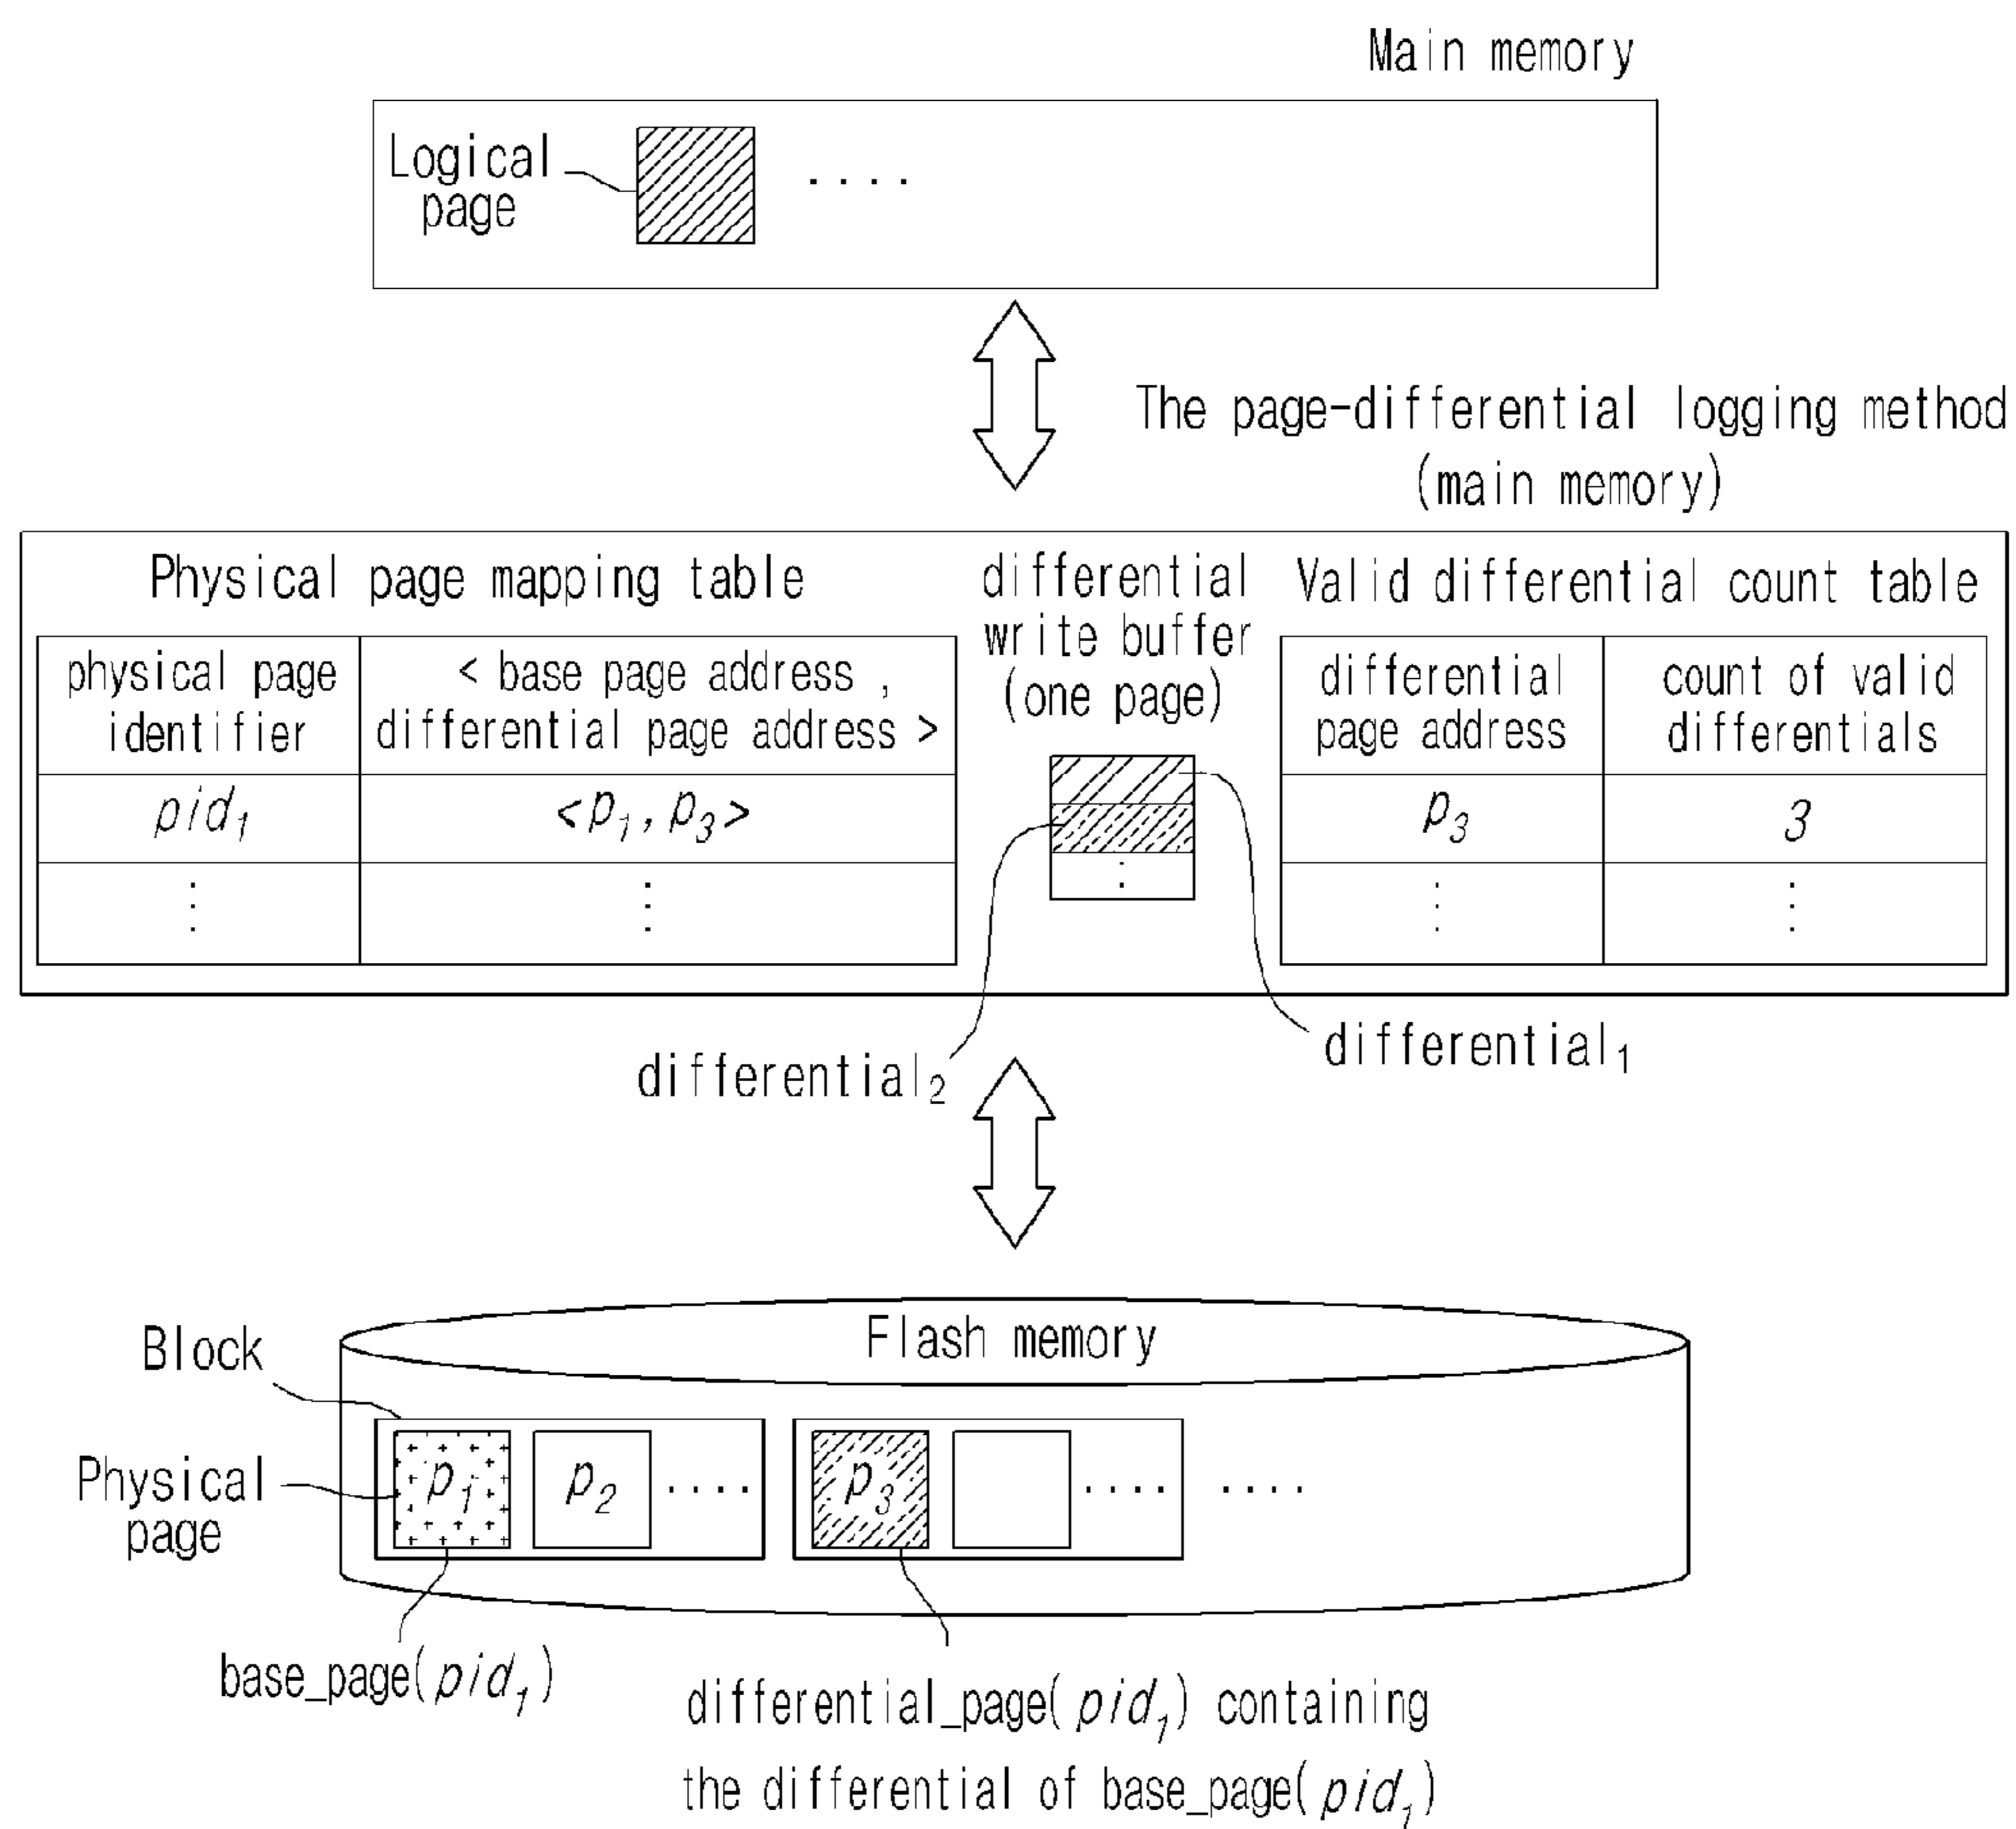 Main memory
Logical
page
....
The page-differential logging method
(main memory)
Physical page mapping table
physical page
identifier
< base page address ,
differential page address >
pid₁
<p₁, p₃>
differential
write buffer
(one page)
Valid differential count table
differential
page address
count of valid
differentials
p₃
3
differential₁
differential₂
Flash memory
Block
Physical
page
p₁
p₂
....
p₃
....
....
base_page(pid₁)
differential_page(pid₁) containing
the differential of base_page(pid₁)